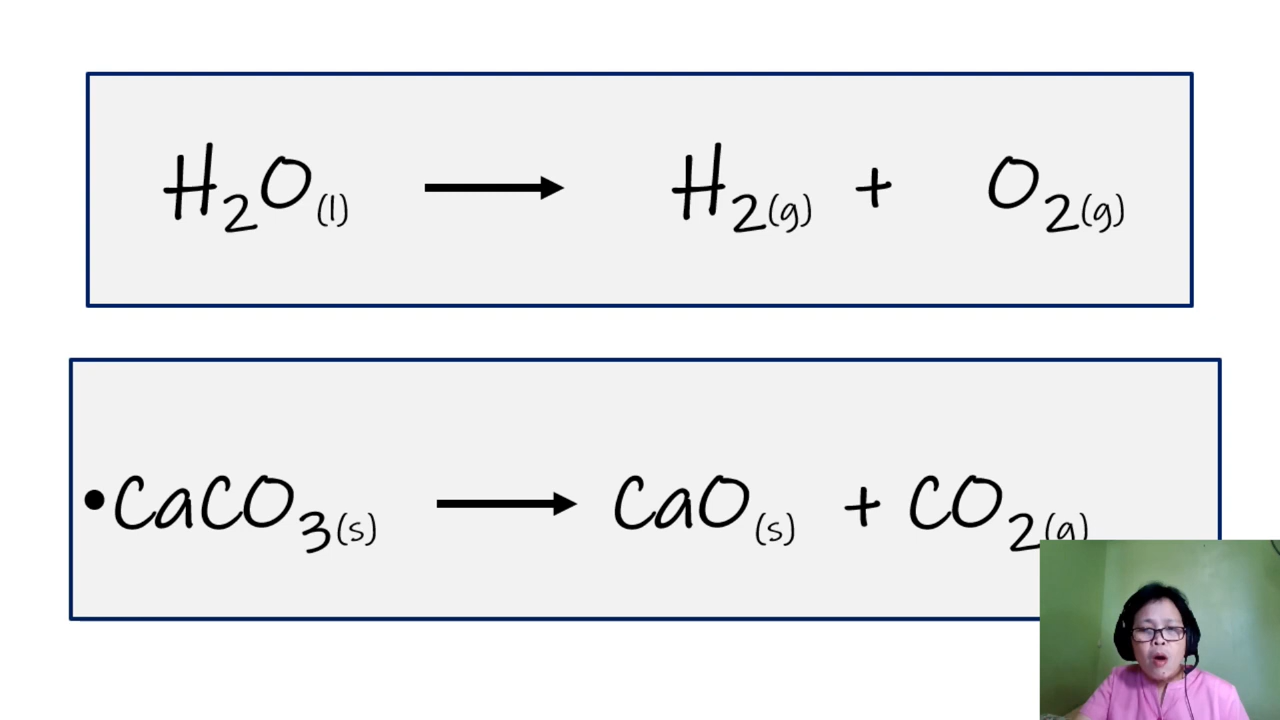 H₂O(l) → H₂(g) + O₂(g)
•CaCO₃(s) → CaO(s) + CO₂(g)